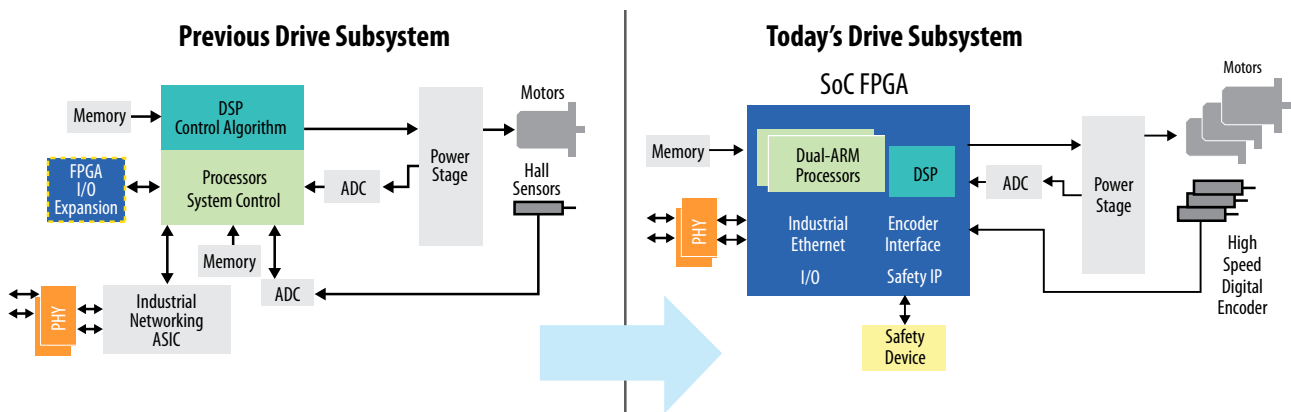 Previous Drive Subsystem
Memory
DSP
Control Algorithm
FPGA
I/O
Expansion
Processors
System Control
ADC
Power
Stage
Motors
Hall
Sensors
Memory
ADC
PHY
Industrial
Networking
ASIC
Today's Drive Subsystem
SoC FPGA
Memory
Dual-ARM
Processors
DSP
ADC
Power
Stage
Motors
PHY
Industrial
Ethernet
Encoder
Interface
I/O
Safety IP
High
Speed
Digital
Encoder
Safety
Device